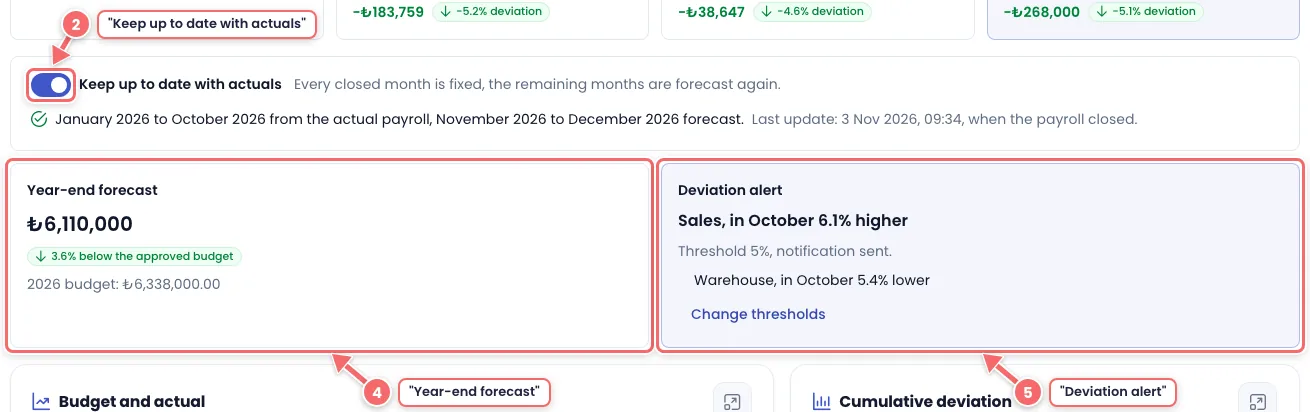 -₺183,759 ↓ -5.2% deviation
-₺38,647 ↓ -4.6% deviation
-₺268,000 ↓ -5.1% deviation
2 "Keep up to date with actuals"
Keep up to date with actuals Every closed month is fixed, the remaining months are forecast again.
January 2026 to October 2026 from the actual payroll, November 2026 to December 2026 forecast. Last update: 3 Nov 2026, 09:34, when the payroll closed.
Year-end forecast
₺6,110,000
↓ 3.6% below the approved budget
2026 budget: ₺6,338,000.00
Deviation alert
Sales, in October 6.1% higher
Threshold 5%, notification sent.
Warehouse, in October 5.4% lower
Change thresholds
4 "Year-end forecast"
5 "Deviation alert"
Budget and actual
Cumulative deviation